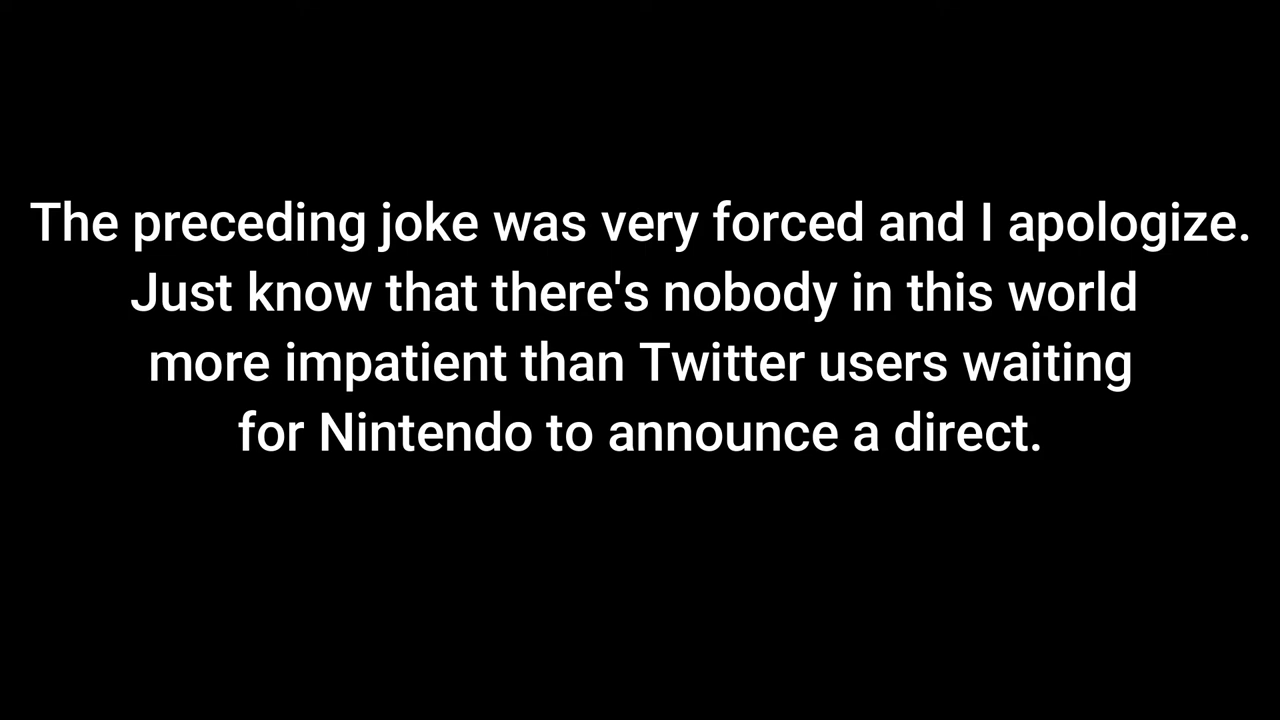 The preceding joke was very forced and I apologize.
Just know that there's nobody in this world
more impatient than Twitter users waiting
for Nintendo to announce a direct.